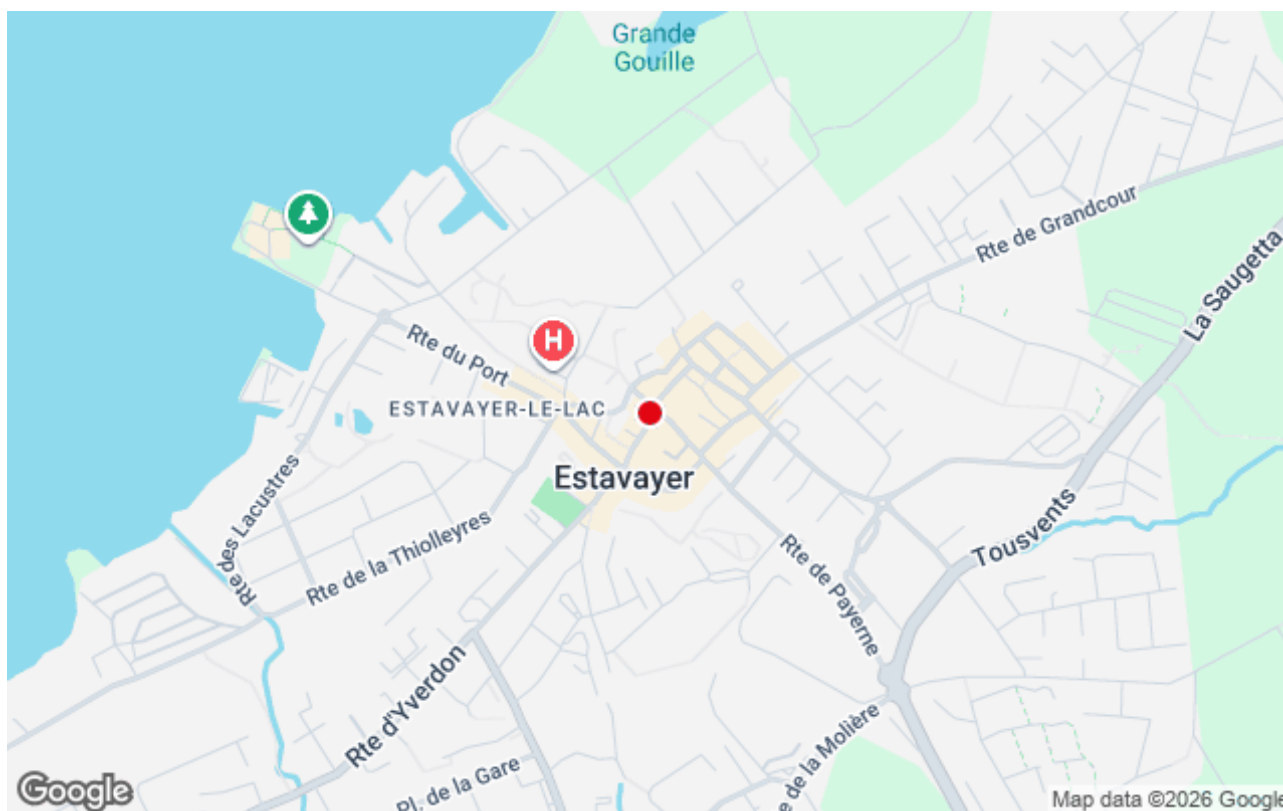 Grande
Gouille
Rte de Grandcour
La Saugetta
H
Rte du Port
ESTAVAYER-LE-LAC
Estavayer
Rte des Lacustres
Rte de la Thiolleyres
Tousvents
Rte de Payerne
Rte d'Yverdon
e de la Molière
Pl. de la Gare
Google
Map data ©2026 Google